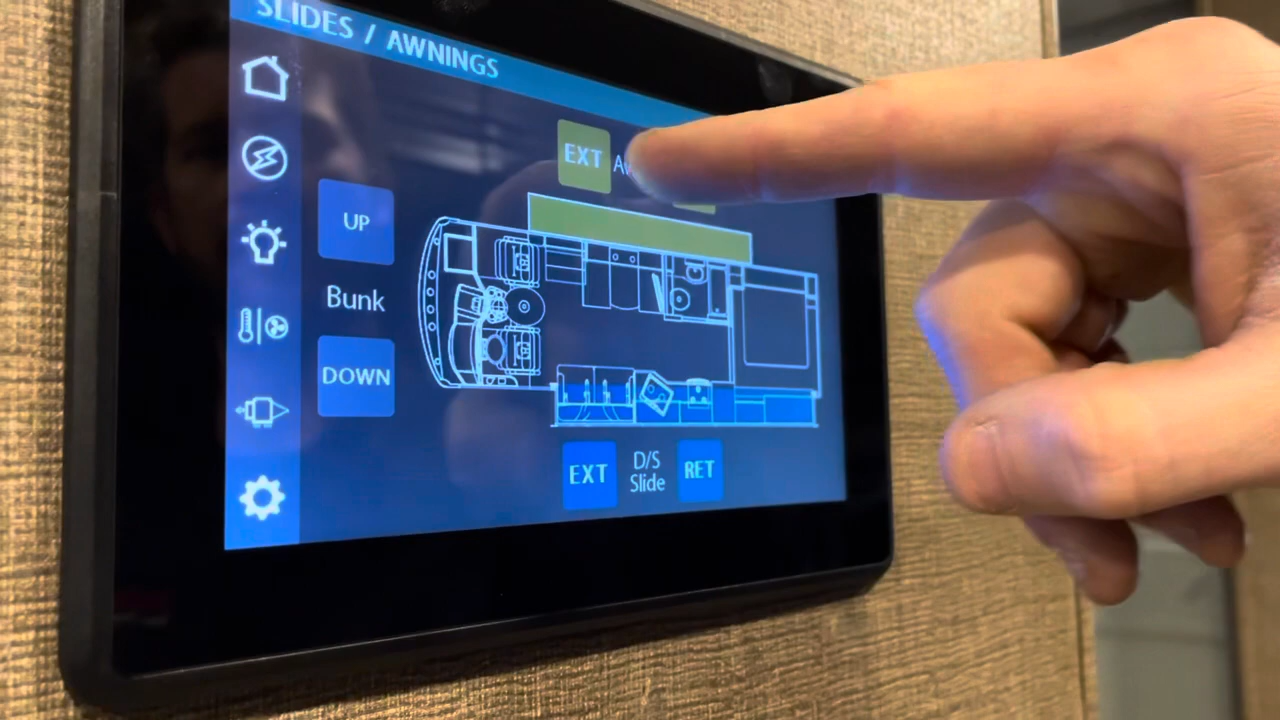 SLIDES / AWNINGS
EXT
UP
Bunk
DOWN
EXT
D/S
Slide
RET